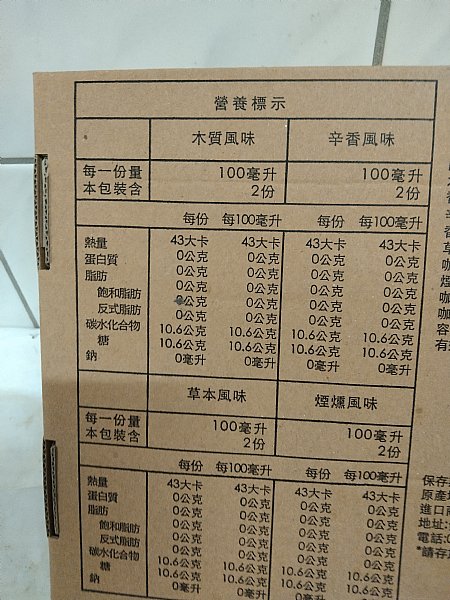 營養標示
木質風味 辛香風味
每一份量 100毫升 100毫升
本包裝含 2份 2份
每份 每100毫升 每份 每100毫升
熱量 43大卡 43大卡 43大卡 43大卡
蛋白質 0公克 0公克 0公克 0公克
脂肪 0公克 0公克 0公克 0公克
飽和脂肪 0公克 0公克 0公克 0公克
反式脂肪 0公克 0公克 0公克 0公克
碳水化合物 10.6公克 10.6公克 10.6公克 10.6公克
糖 10.6公克 10.6公克 10.6公克 10.6公克
鈉 0毫升 0毫升 0毫升 0毫升
草本風味 煙燻風味
每一份量 100毫升 100毫升
本包裝含 2份 2份
每份 每100毫升 每份 每100毫升
熱量 43大卡 43大卡 43大卡 43大卡
蛋白質 0公克 0公克 0公克 0公克
脂肪 0公克 0公克 0公克 0公克
飽和脂肪 0公克 0公克 0公克 0公克
反式脂肪 0公克 0公克 0公克 0公克
碳水化合物 10.6公克 10.6公克 10.6公克 10.6公克
糖 10.6公克 10.6公克 10.6公克 10.6公克
鈉
保存
原產
進口
地址:
電話:
*請存